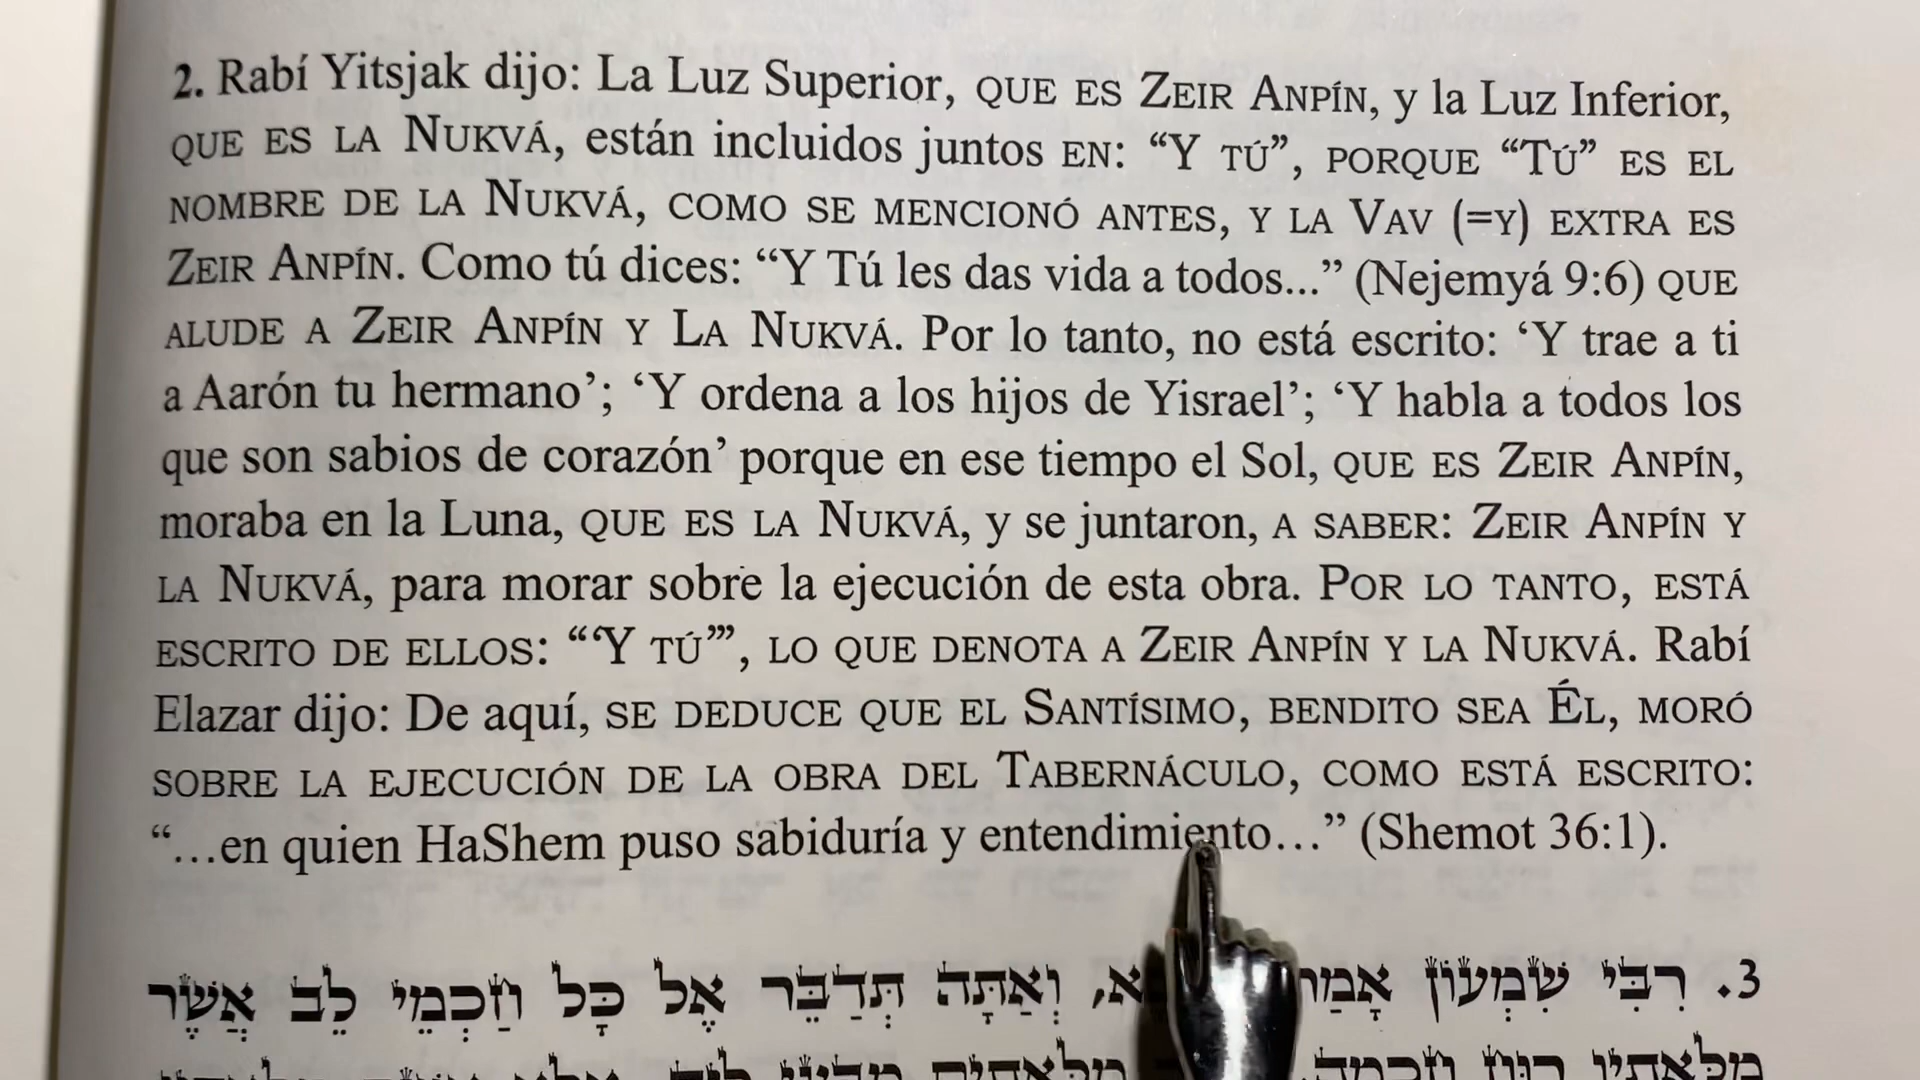 2. Rabí Yitsjak dijo: La Luz Superior, QUE ES ZEIR ANPÍN, y la Luz Inferior,
QUE ES LA NUKVÁ, están incluidos juntos EN: “Y TÚ”, PORQUE “TÚ” ES EL
NOMBRE DE LA NUKVÁ, COMO SE MENCIONÓ ANTES, Y LA VAV (=Y) EXTRA ES
ZEIR ANPÍN. Como tú dices: “Y Tú les das vida a todos...” (Nejemyá 9:6) QUE
ALUDE A ZEIR ANPÍN Y LA NUKVÁ. Por lo tanto, no está escrito: ‘Y trae a ti
a Aarón tu hermano’; ‘Y ordena a los hijos de Yisrael’; ‘Y habla a todos los
que son sabios de corazón’ porque en ese tiempo el Sol, QUE ES ZEIR ANPÍN,
moraba en la Luna, QUE ES LA NUKVÁ, y se juntaron, A SABER: ZEIR ANPÍN Y
LA NUKVÁ, para morar sobre la ejecución de esta obra. POR LO TANTO, ESTÁ
ESCRITO DE ELLOS: “‘Y TÚ’”, LO QUE DENOTA A ZEIR ANPÍN Y LA NUKVÁ. Rabí
Elazar dijo: De aquí, SE DEDUCE QUE EL SANTÍSIMO, BENDITO SEA ÉL, MORÓ
SOBRE LA EJECUCIÓN DE LA OBRA DEL TABERNÁCULO, COMO ESTÁ ESCRITO:
“…en quien HaShem puso sabiduría y entendimiento…” (Shemot 36:1).
3. רִבִּי שִׁמְעוֹן אָמַר וְאַתָּה תְּדַבֵּר אֶל כָּל חַכְמֵי לֵב אֲשֶׁר